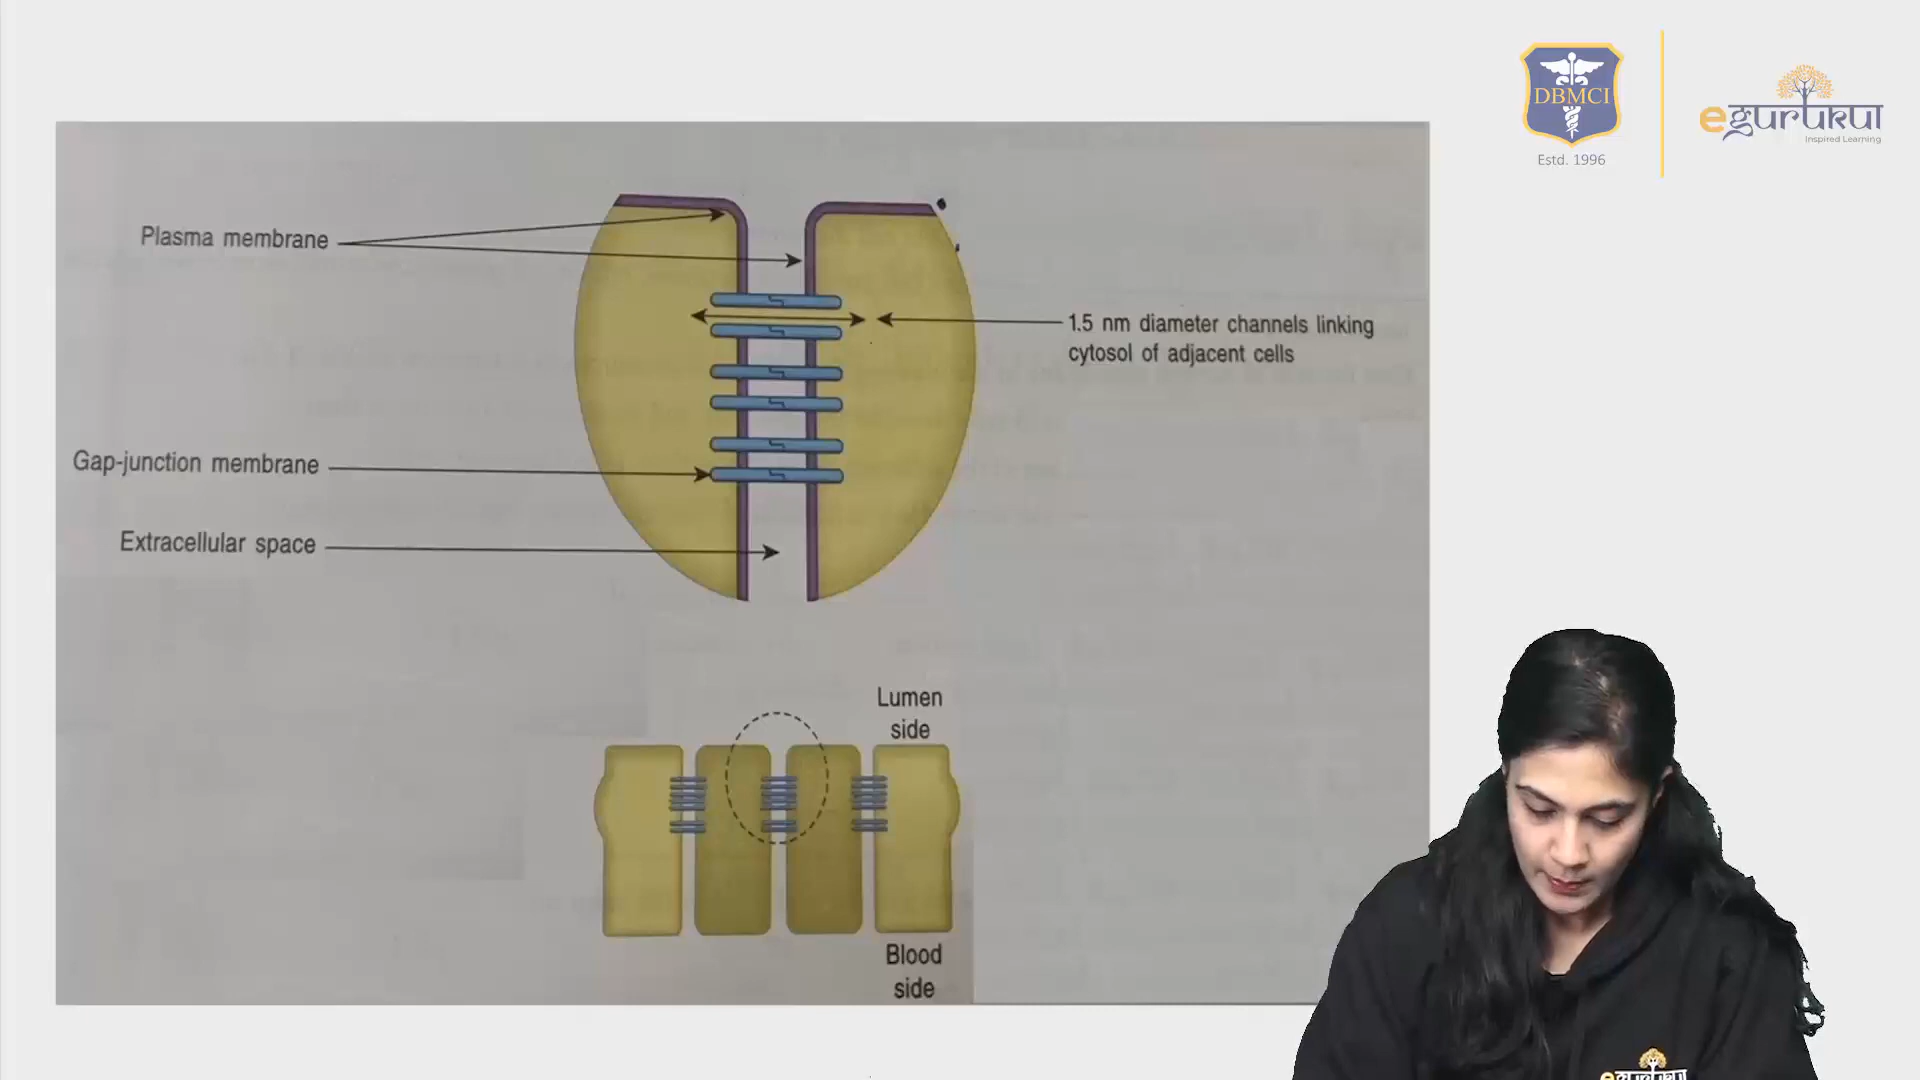 DBMCI
Estd. 1996
egurukul
Inspired Learning
Plasma membrane
1.5 nm diameter channels linking
cytosol of adjacent cells
Gap-junction membrane
Extracellular space
Lumen
side
Blood
side